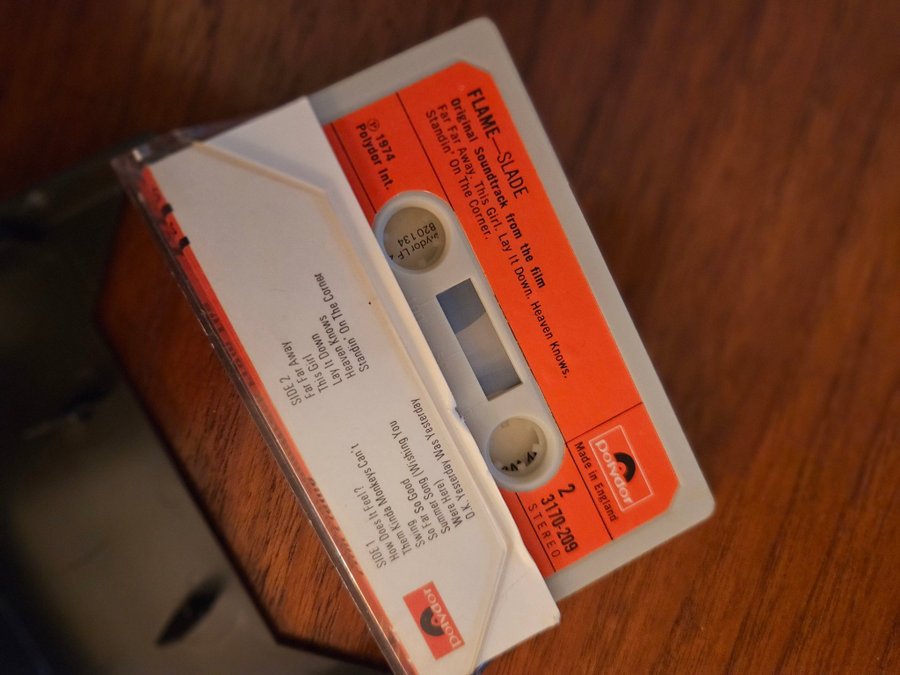 FLAME—SLADE
Original Soundtrack from the film
Far Far Away. This Girl. Lay It Down. Heaven Knows.
Standin' On The Corner.
℗ 1974
Polydor Int.
polydor
Made in England
2
3170-209
STEREO
820134
SIDE 1
How Does It Feel?
Them Kinda Monkeys Can't
Swing
So Far So Good
Summer Song (Wishing You
Were Here)
O.K. Yesterday Was Yesterday
SIDE 2
Far Far Away
This Girl
Lay It Down
Heaven Knows
Standin' On The Corner
polydor